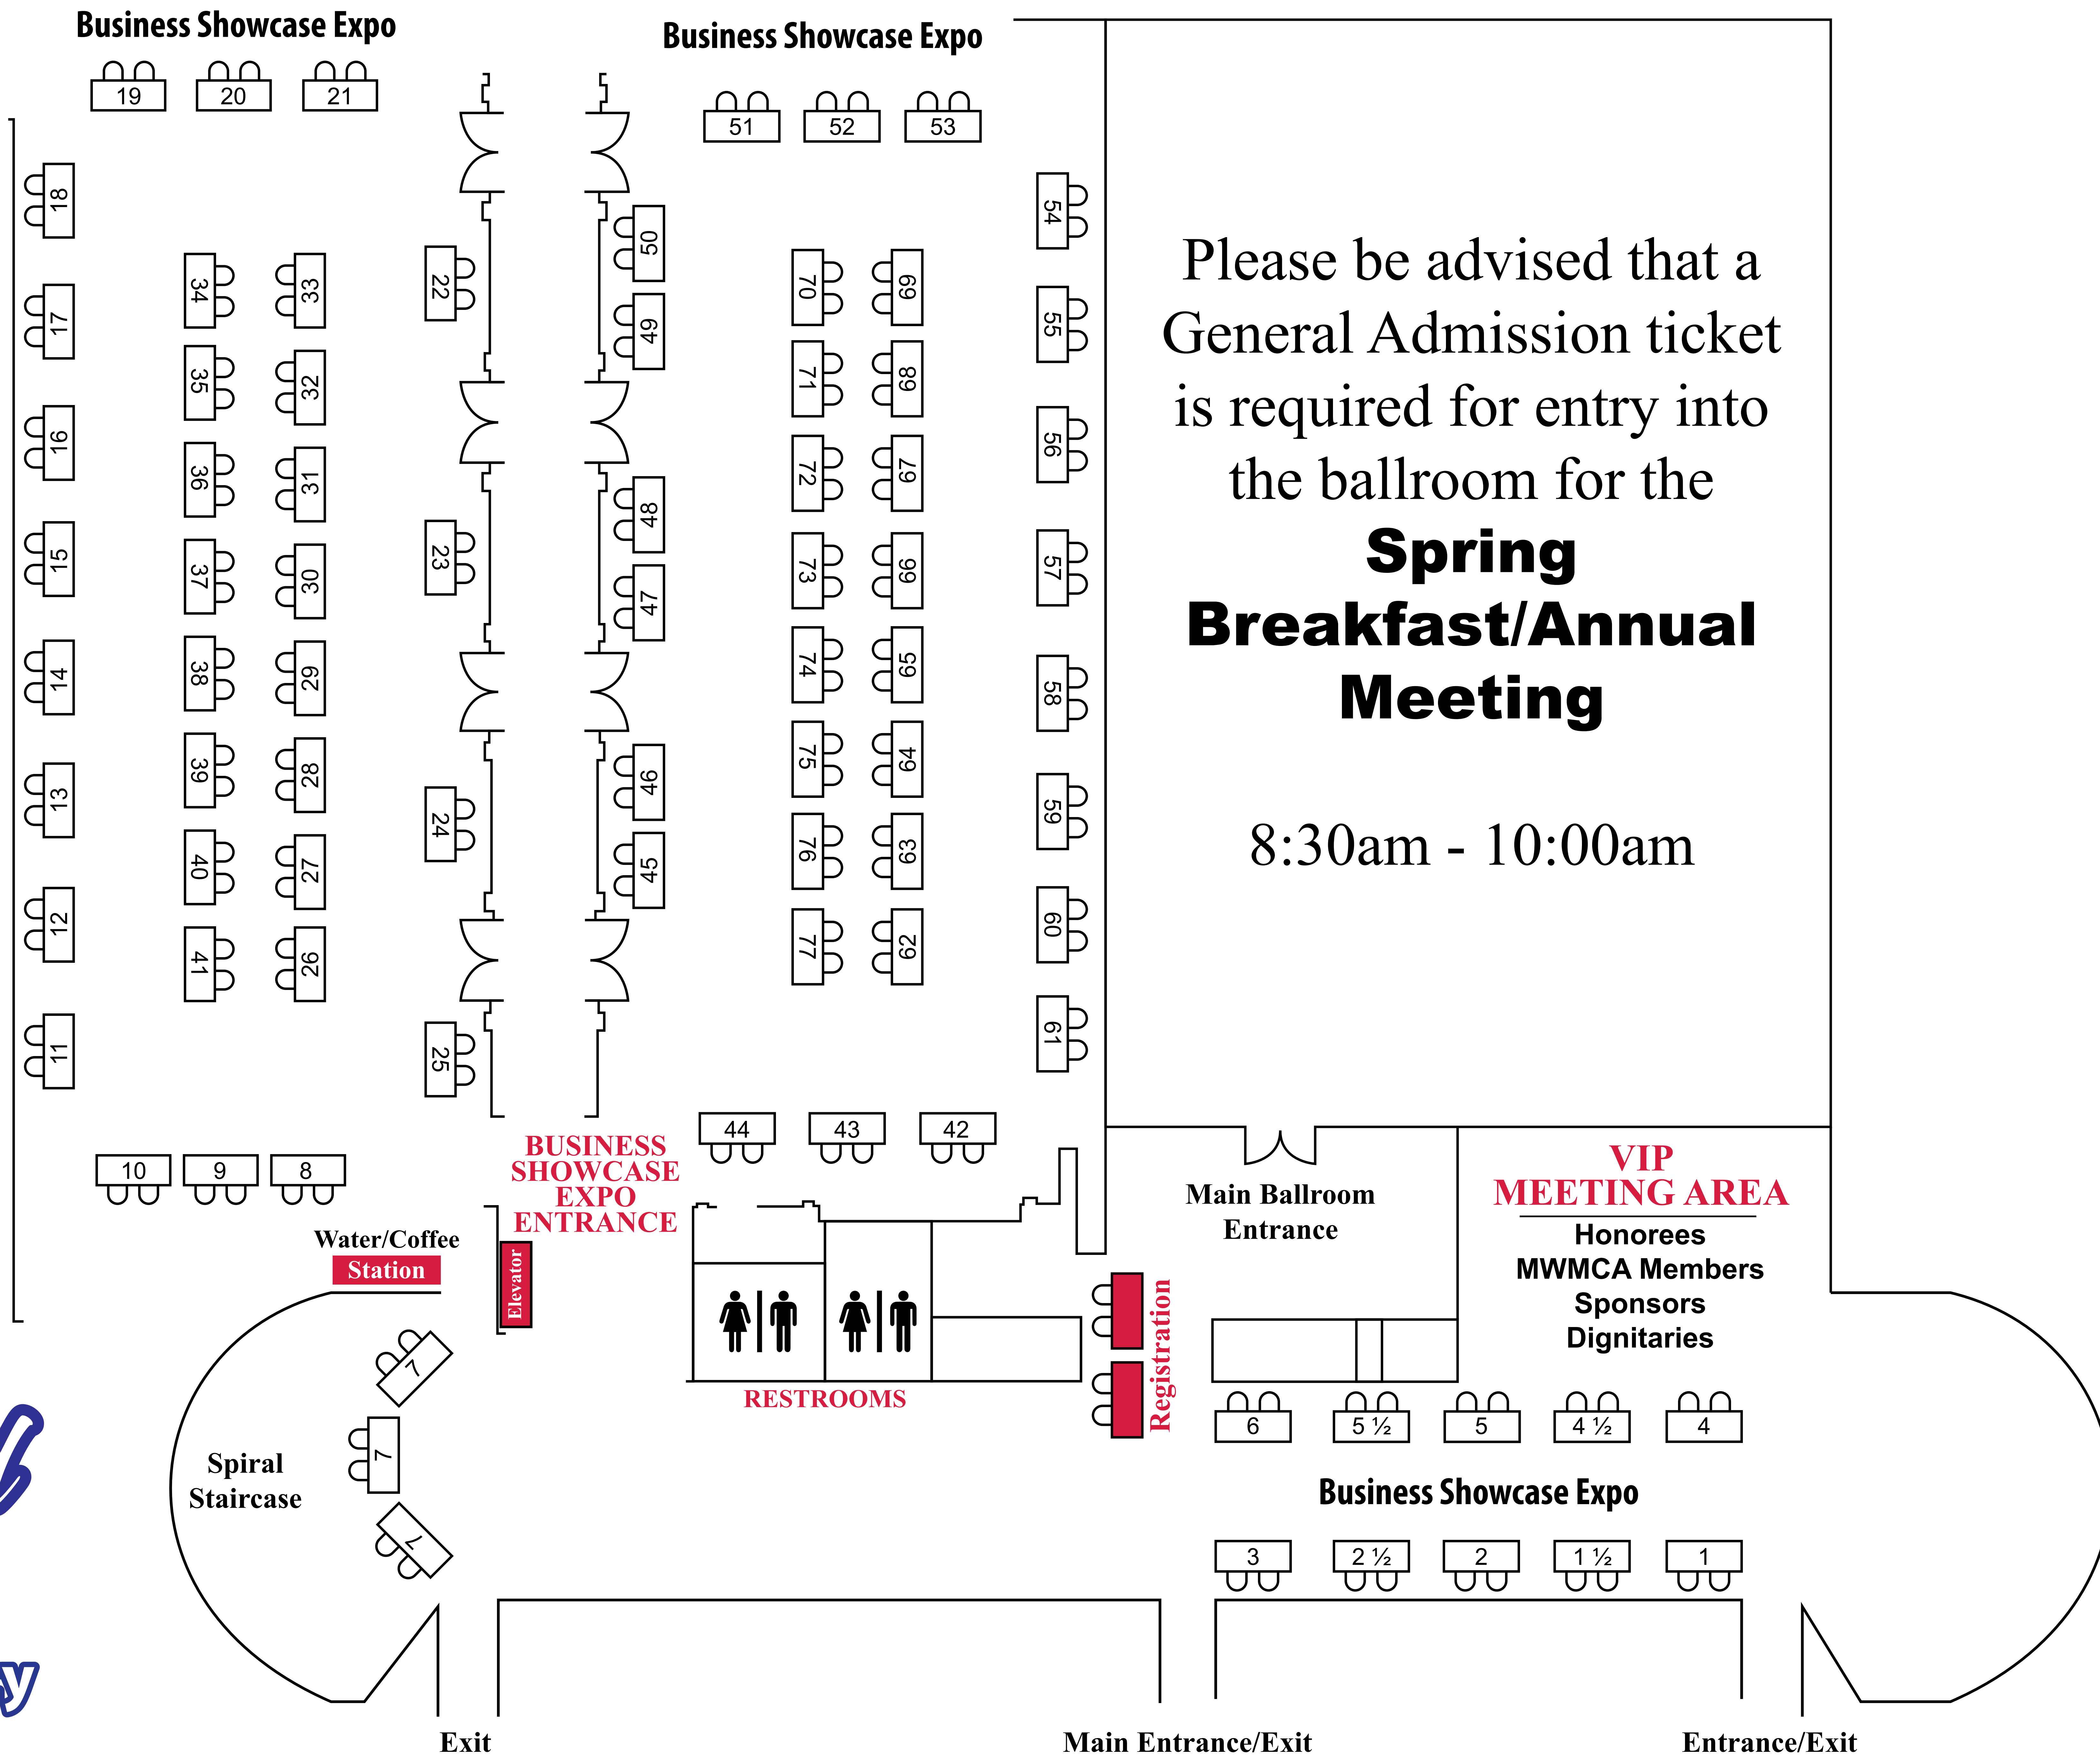 Business Showcase Expo
Business Showcase Expo
19 20 21
51 52 53
18
17
16
15
14
13
12
11
34
35
36
37
38
39
40
41
33
32
31
30
29
28
27
26
22
23
24
25
50
49
48
47
46
45
70
71
72
73
74
75
76
77
69
68
67
66
65
64
63
62
54
55
56
57
58
59
60
61
Please be advised that a
General Admission ticket
is required for entry into
the ballroom for the
Spring
Breakfast/Annual
Meeting
8:30am - 10:00am
10 9 8
44 43 42
BUSINESS
SHOWCASE
EXPO
ENTRANCE
Water/Coffee
Station
Elevator
RESTROOMS
Registration
Main Ballroom
Entrance
VIP
MEETING AREA
Honorees
MWMCA Members
Sponsors
Dignitaries
7
7
7
Spiral
Staircase
6 5 ½ 5 4 ½ 4
Business Showcase Expo
3 2 ½ 2 1 ½ 1
y
Exit
Main Entrance/Exit
Entrance/Exit